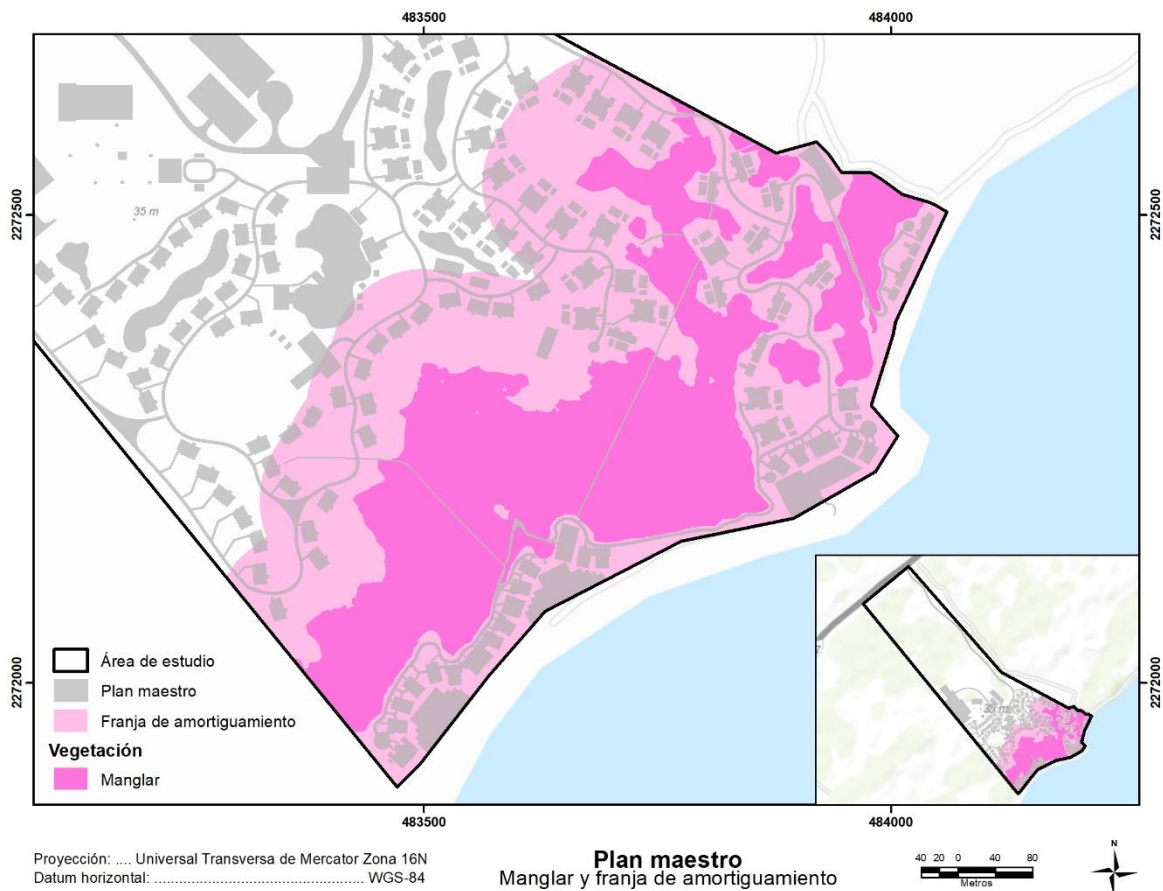 483500
484000
2272500
2272500
35 m
2272000
2272000
Área de estudio
Plan maestro
Franja de amortiguamiento
Vegetación
Manglar
35 m
483500
484000
Proyección: .... Universal Transversa de Mercator Zona 16N
Datum horizontal: ................................................ WGS-84
Plan maestro
Manglar y franja de amortiguamiento
40 20 0 40 80
Metros
N